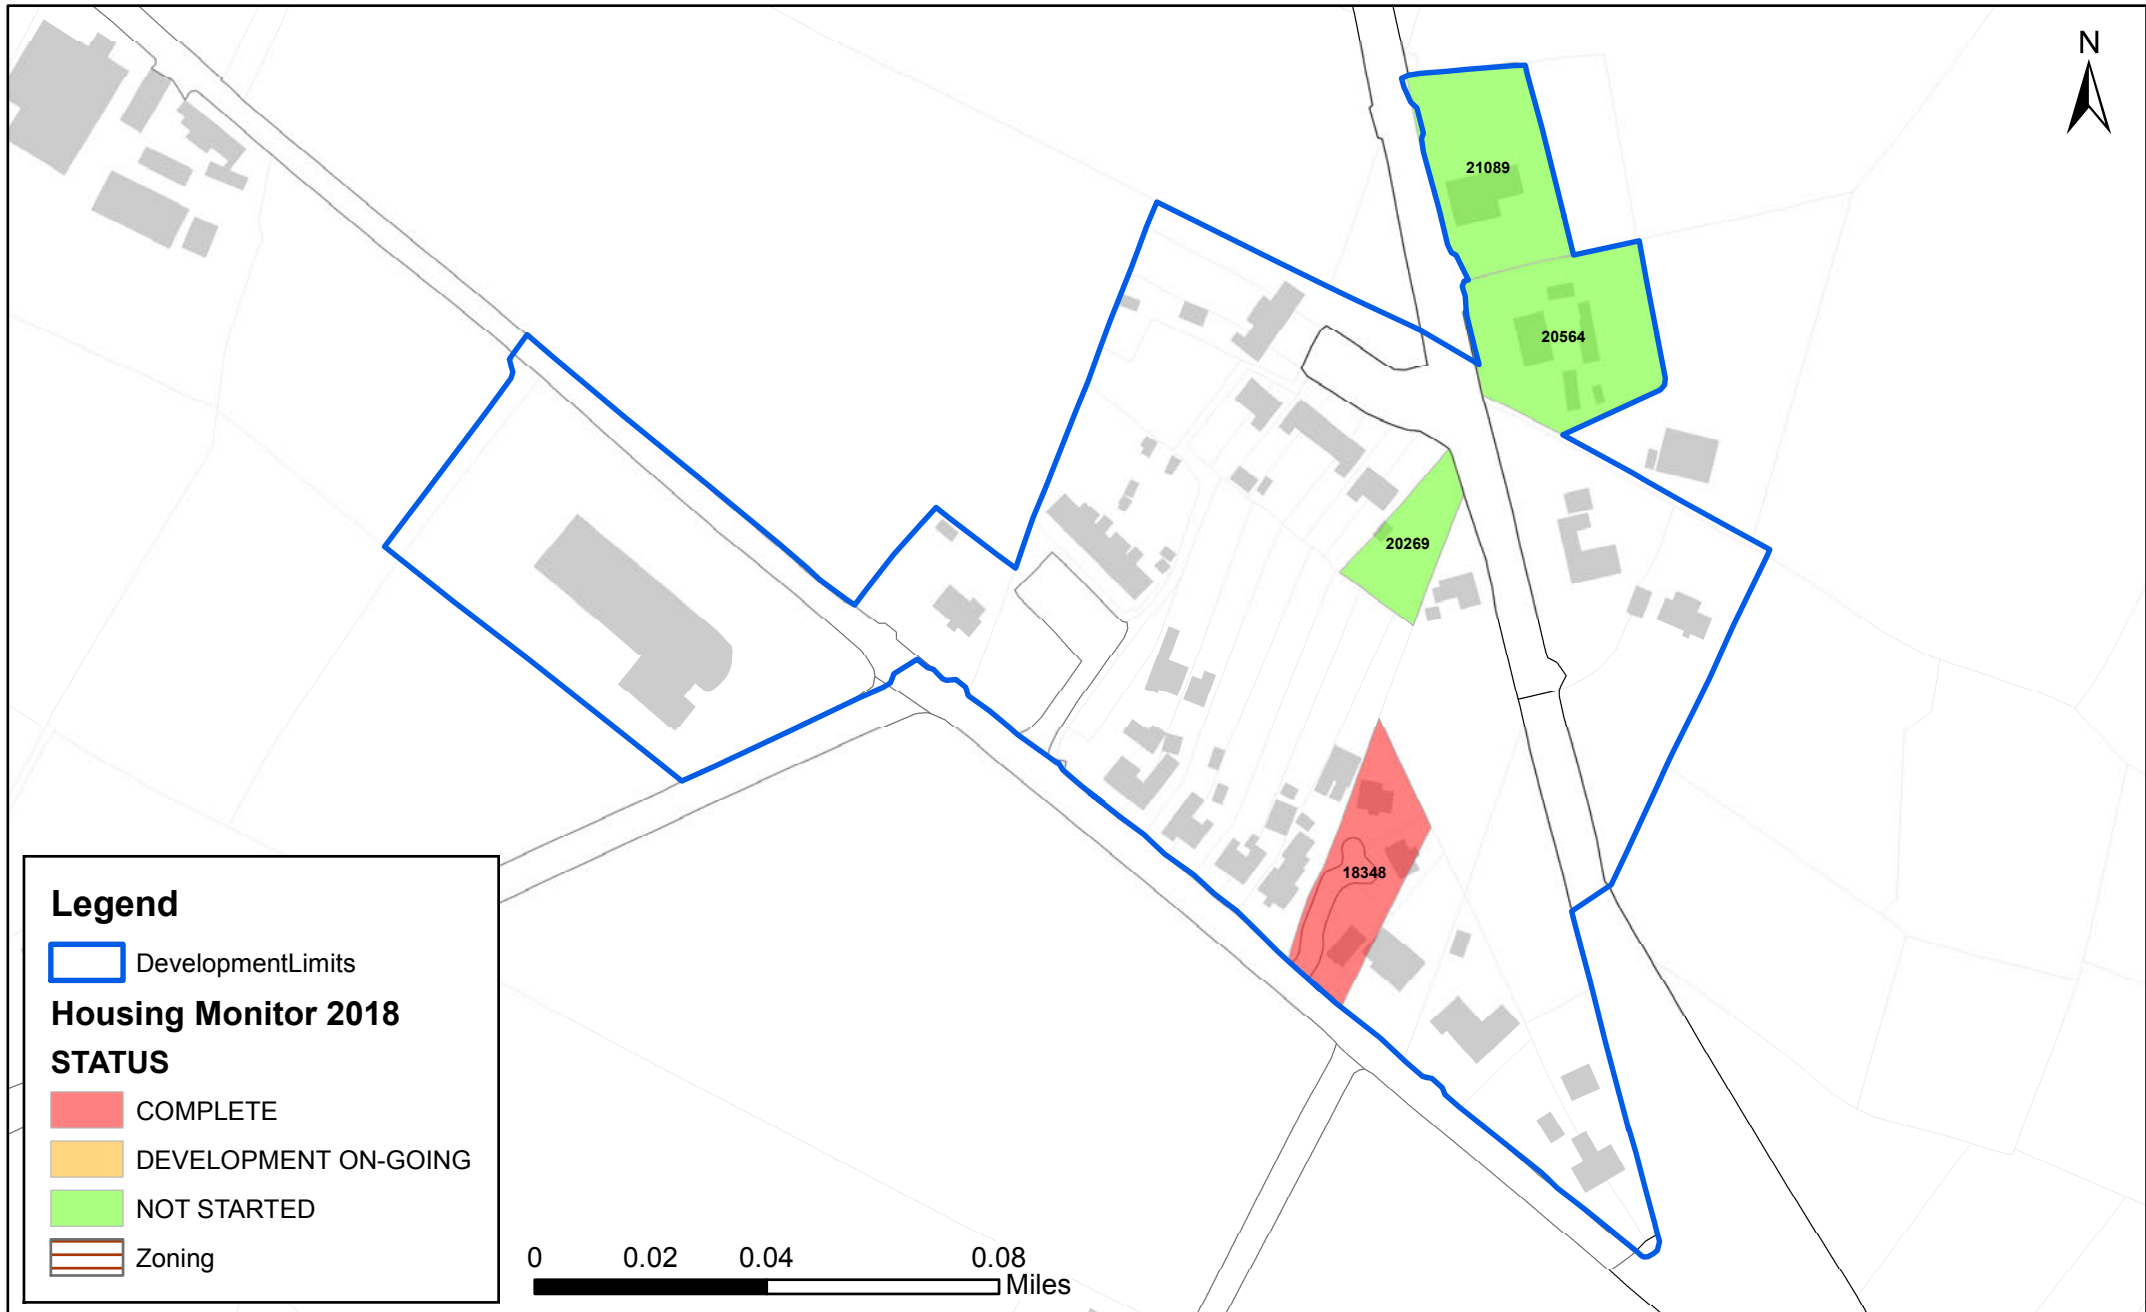 N
21089
20564
20269
18348
Legend
DevelopmentLimits
Housing Monitor 2018
STATUS
COMPLETE
DEVELOPMENT ON-GOING
NOT STARTED
Zoning
0 0.02 0.04 0.08
Miles